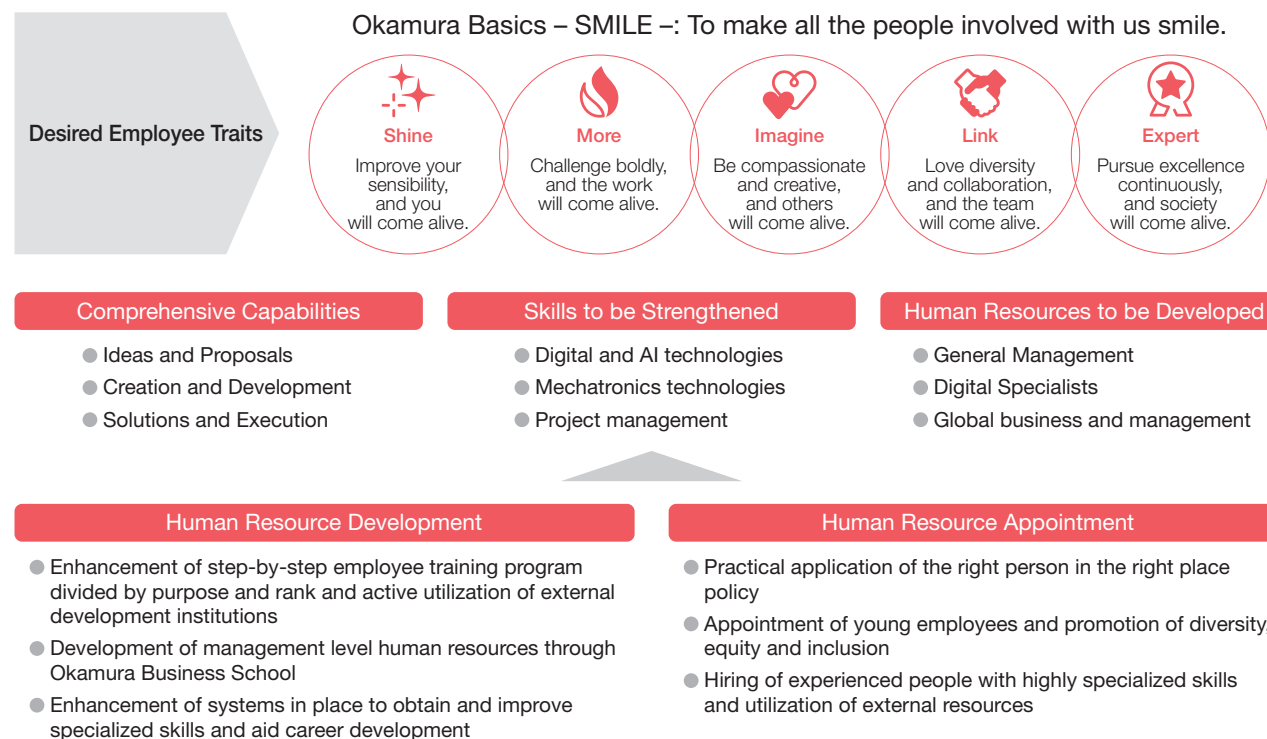 Okamura Basics – SMILE –: To make all the people involved with us smile.
Desired Employee Traits
Shine
Improve your
sensibility,
and you
will come alive.
More
Challenge boldly,
and the work
will come alive.
Imagine
Be compassionate
and creative,
and others
will come alive.
Link
Love diversity
and collaboration,
and the team
will come alive.
Expert
Pursue excellence
continuously,
and society
will come alive.
Comprehensive Capabilities
● Ideas and Proposals
● Creation and Development
● Solutions and Execution
Skills to be Strengthened
● Digital and AI technologies
● Mechatronics technologies
● Project management
Human Resources to be Developed
● General Management
● Digital Specialists
● Global business and management
Human Resource Development
● Enhancement of step-by-step employee training program
divided by purpose and rank and active utilization of external
development institutions
● Development of management level human resources through
Okamura Business School
● Enhancement of systems in place to obtain and improve
specialized skills and aid career development
Human Resource Appointment
● Practical application of the right person in the right place
policy
● Appointment of young employees and promotion of diversity,
equity and inclusion
● Hiring of experienced people with highly specialized skills
and utilization of external resources